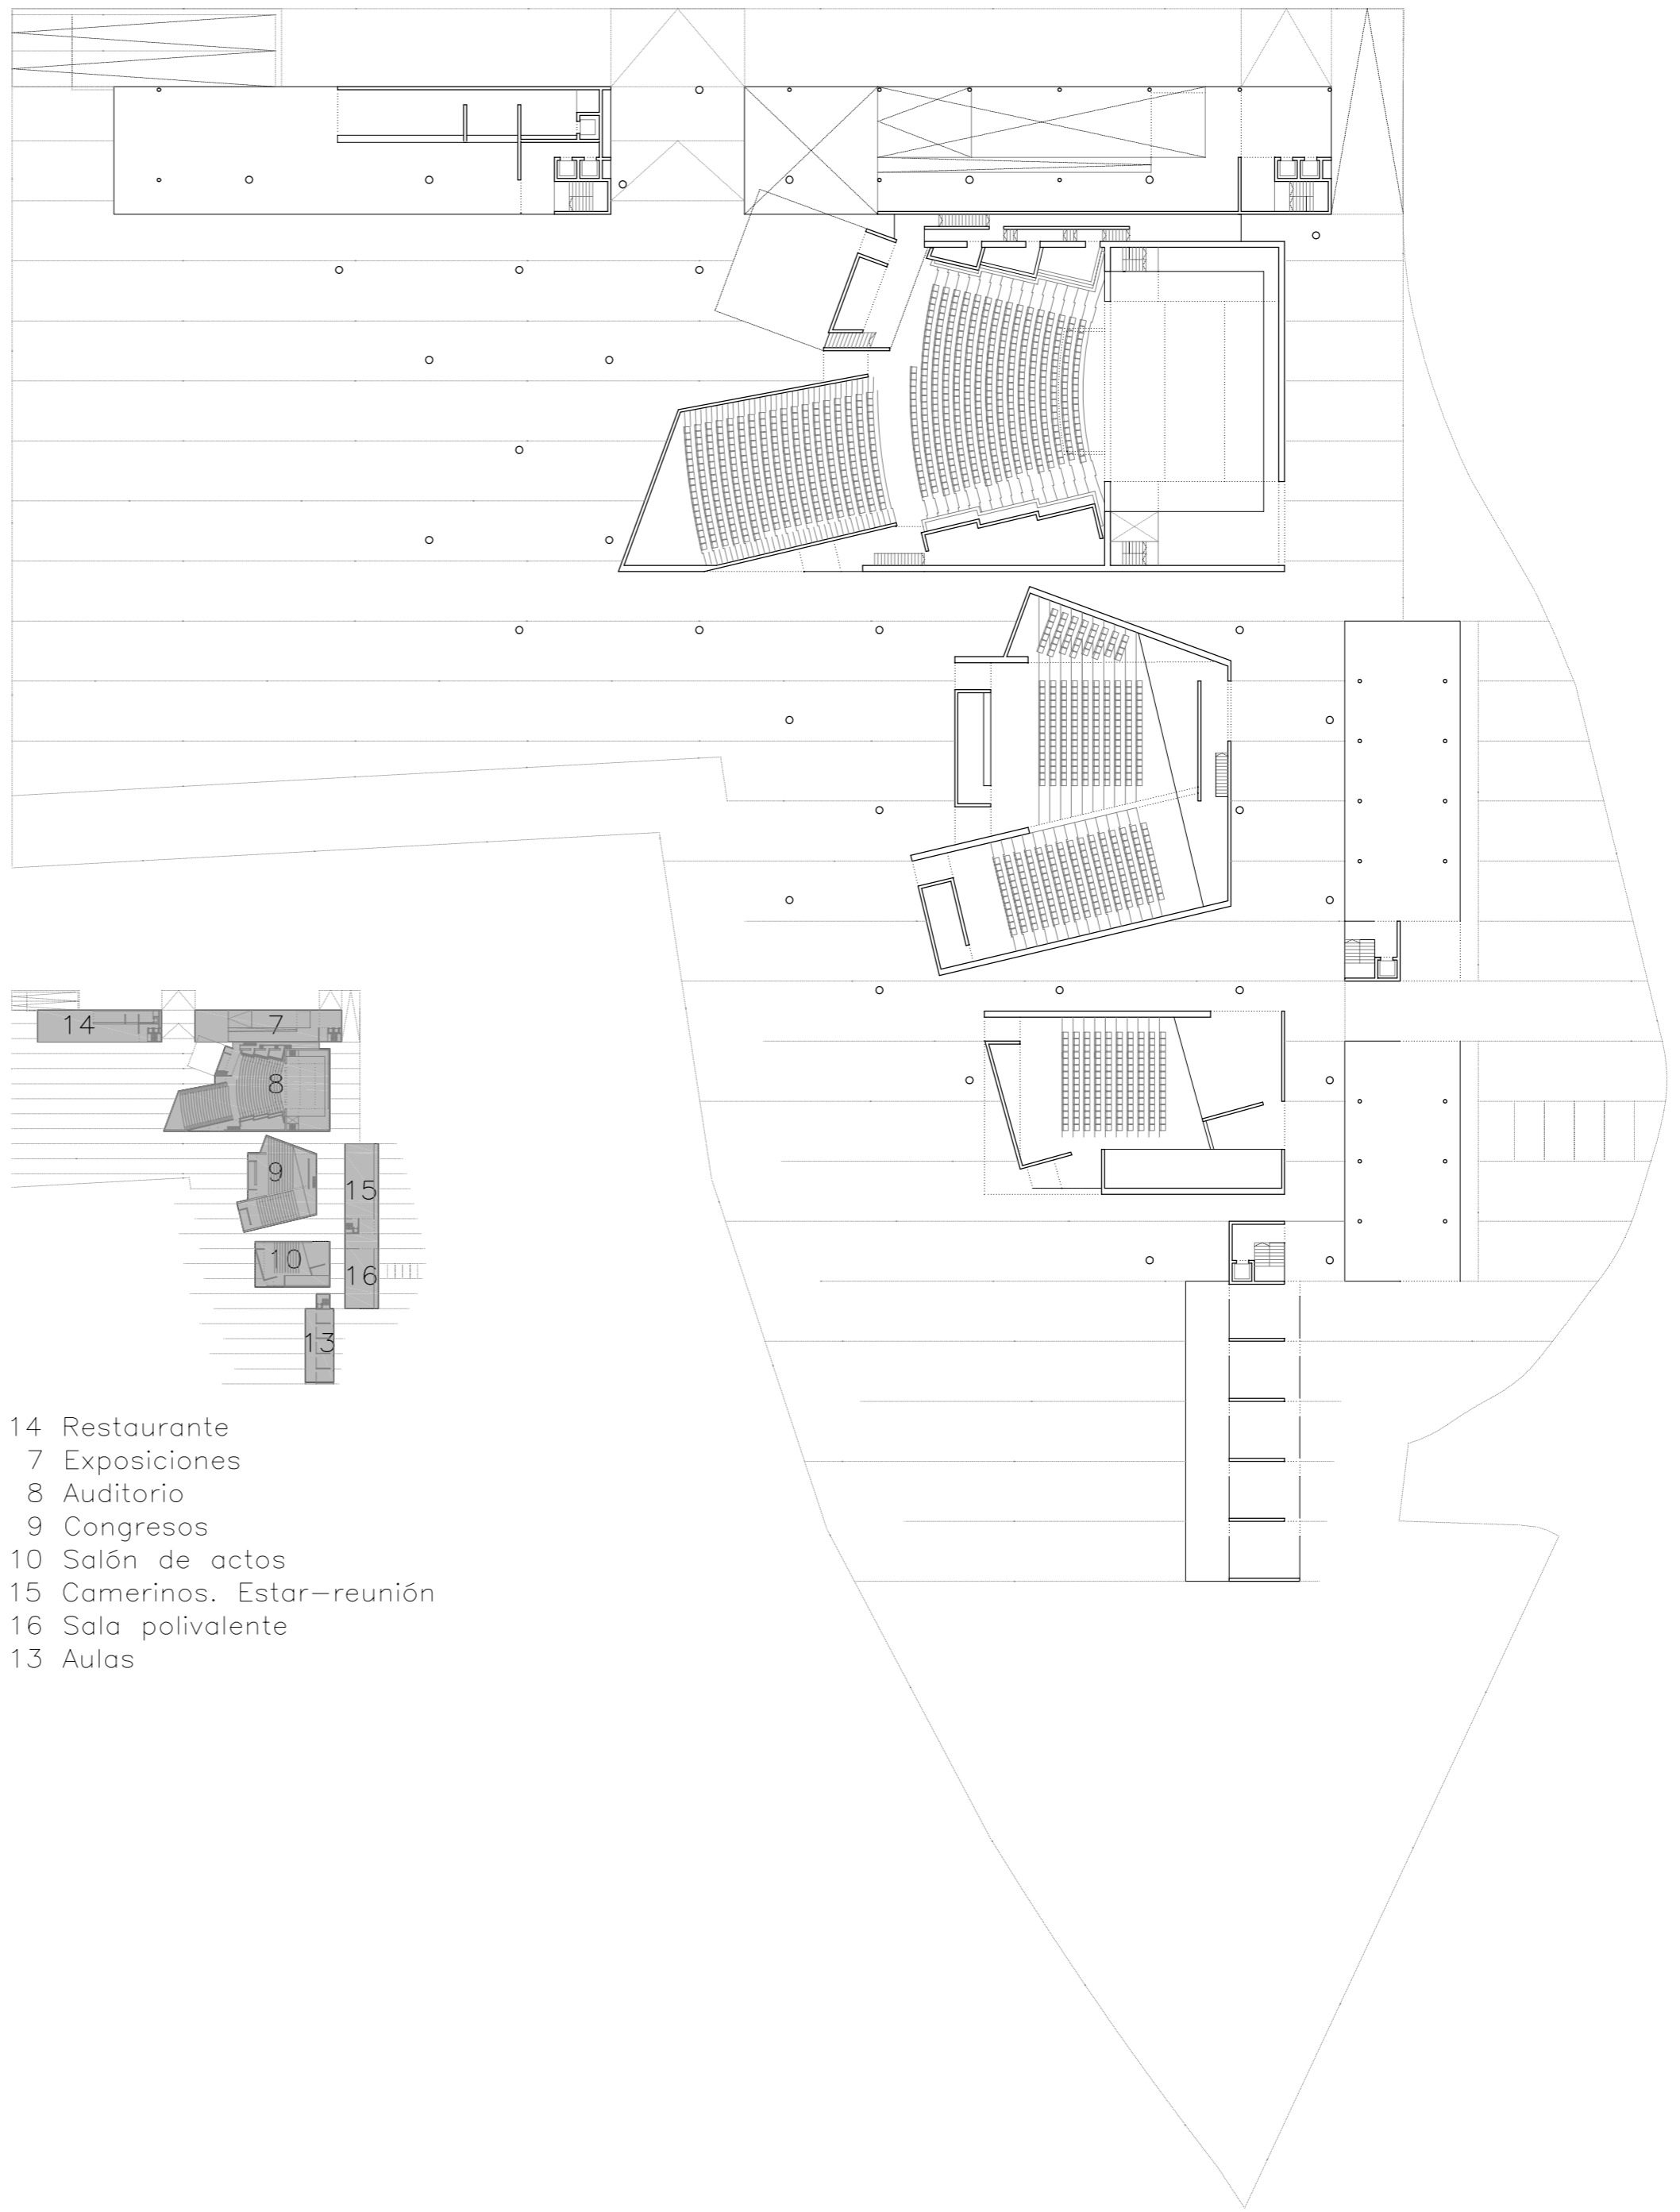 14 7
8
9
15
10
16
13
14 Restaurante
7 Exposiciones
8 Auditorio
9 Congresos
10 Salón de actos
15 Camerinos. Estar–reunión
16 Sala polivalente
13 Aulas